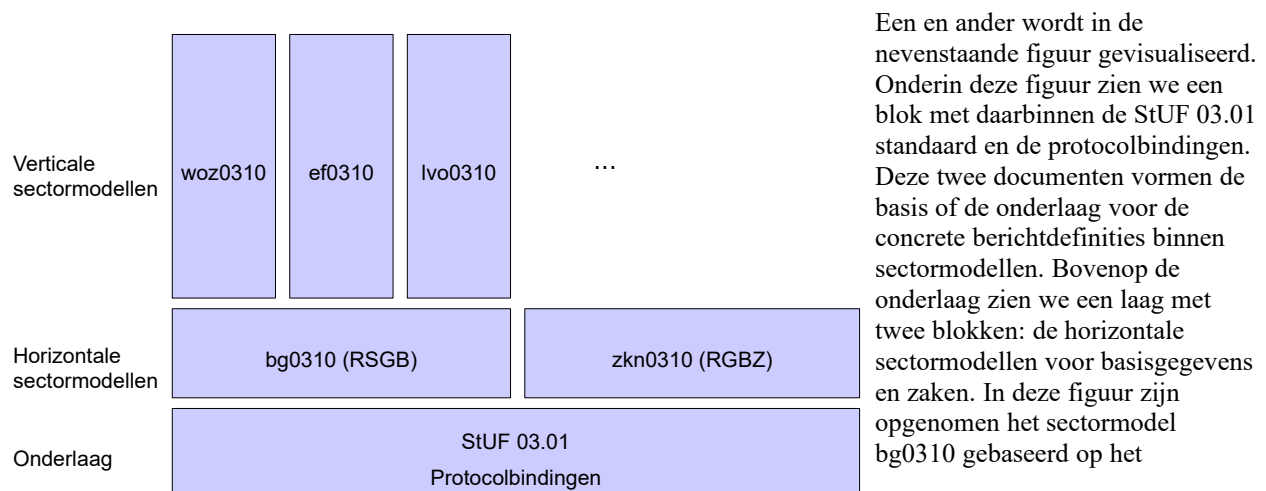 Verticale
sectormodellen
woz0310
ef0310
lvo0310
...
Horizontale
sectormodellen
bg0310 (RSGB)
zkn0310 (RGBZ)
Onderlaag
StUF 03.01
Protocolbindingen
Een en ander wordt in de
nevenstaande figuur gevisualiseerd.
Onderin deze figuur zien we een
blok met daarbinnen de StUF 03.01
standaard en de protocolbindingen.
Deze twee documenten vormen de
basis of de onderlaag voor de
concrete berichtdefinities binnen
sectormodellen. Bovenop de
onderlaag zien we een laag met
twee blokken: de horizontale
sectormodellen voor basisgegevens
en zaken. In deze figuur zijn
opgenomen het sectormodel
bg0310 gebaseerd op het